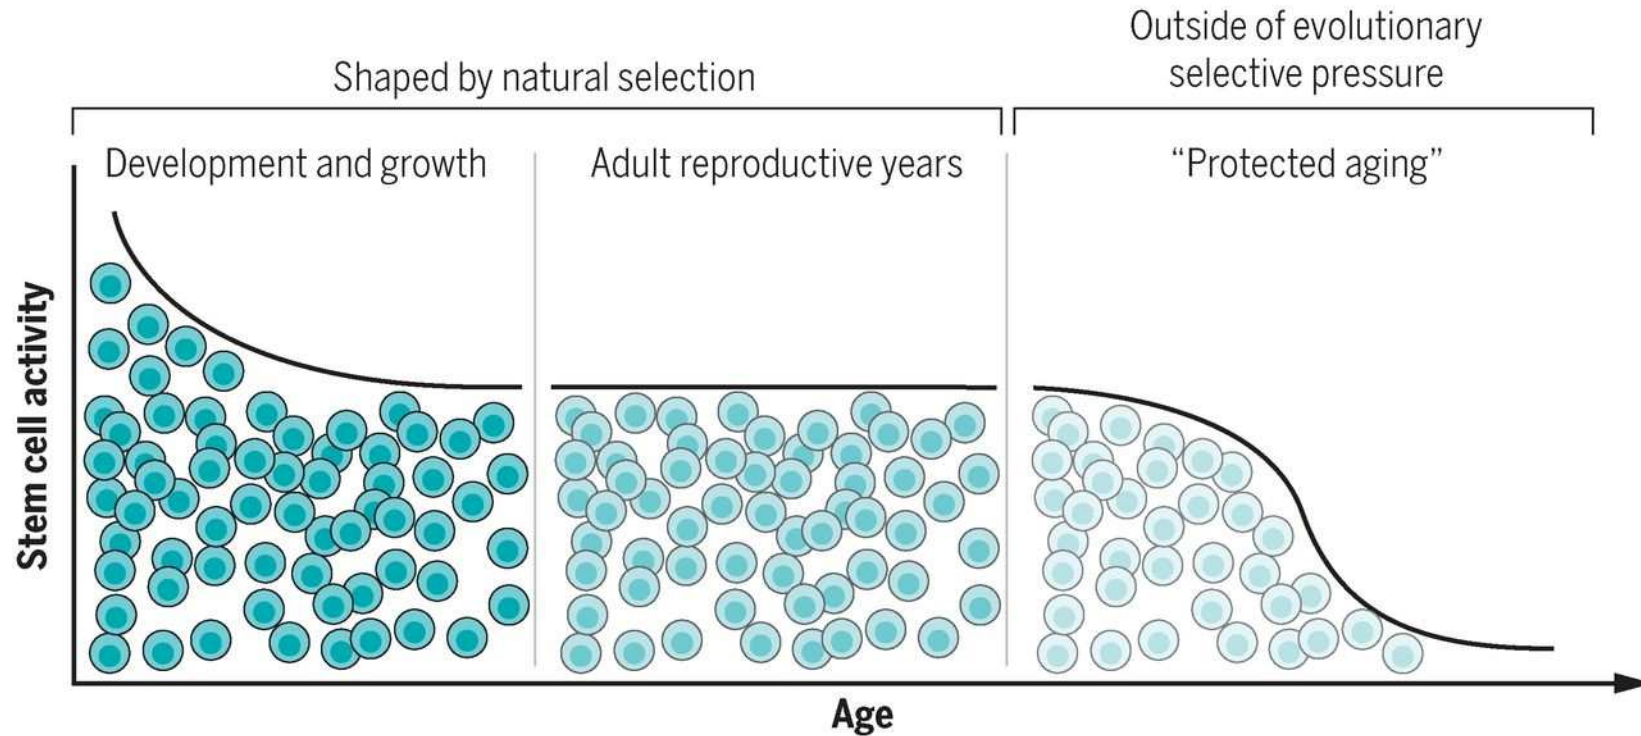 Shaped by natural selection
Outside of evolutionary
selective pressure
Development and growth
Adult reproductive years
“Protected aging”
Stem cell activity
Age